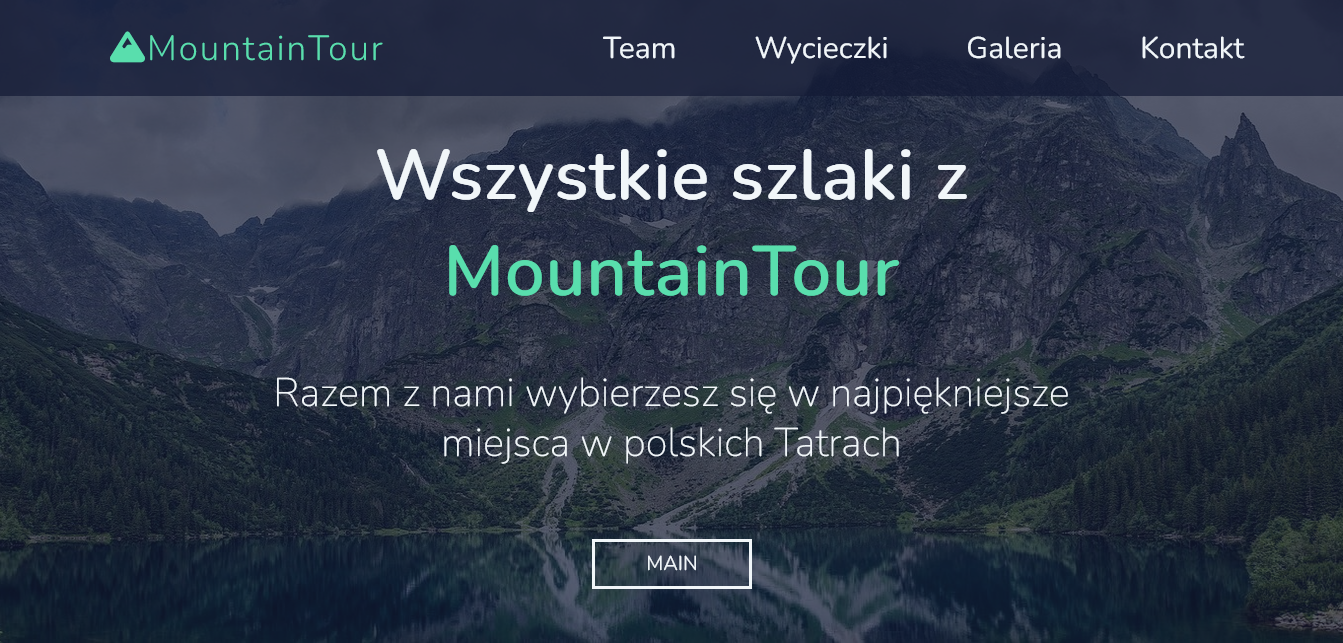 MountainTour
Team Wycieczki Galeria Kontakt
Wszystkie szlaki z
MountainTour
Razem z nami wybierzesz się w najpiękniejsze
miejsca w polskich Tatrach
MAIN